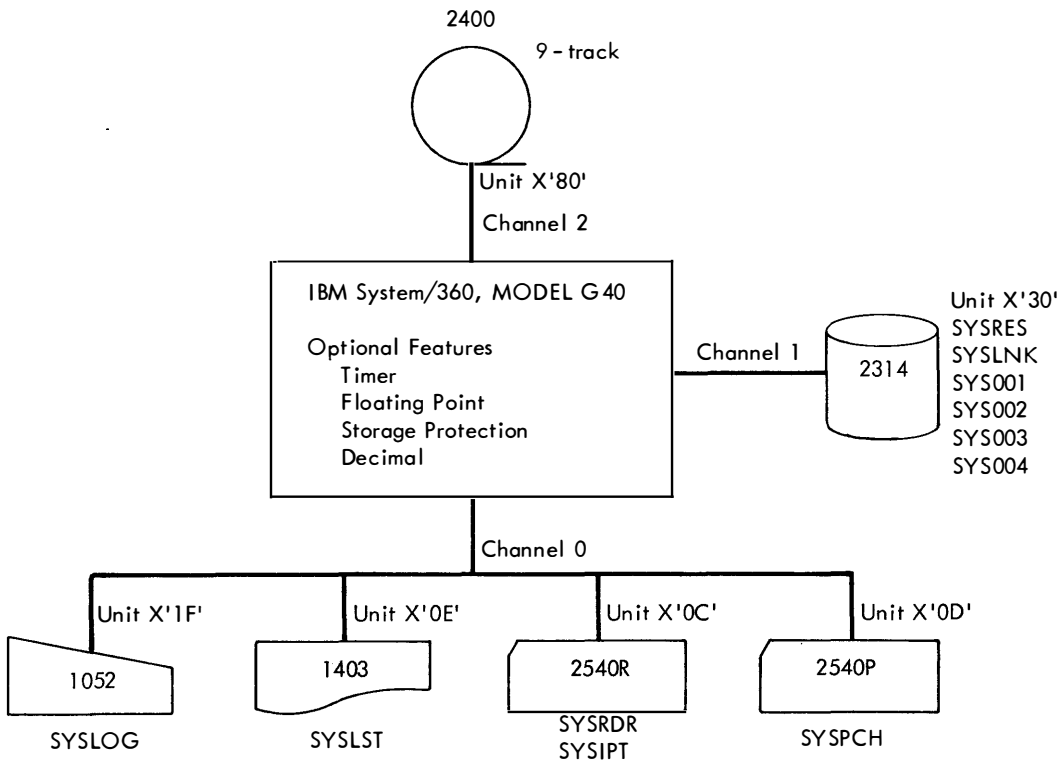 2400
9-track
Unit X'80'
Channel 2
IBM System/360, MODEL G40
Optional Features
Timer
Floating Point
Storage Protection
Decimal
Channel 1
2314
Unit X'30'
SYSRES
SYSLNK
SYS001
SYS002
SYS003
SYS004
Channel 0
Unit X'1F'
Unit X'0E'
Unit X'0C'
Unit X'0D'
1052
1403
2540R
2540P
SYSLOG
SYSLST
SYSRDR
SYSIPT
SYSPCH